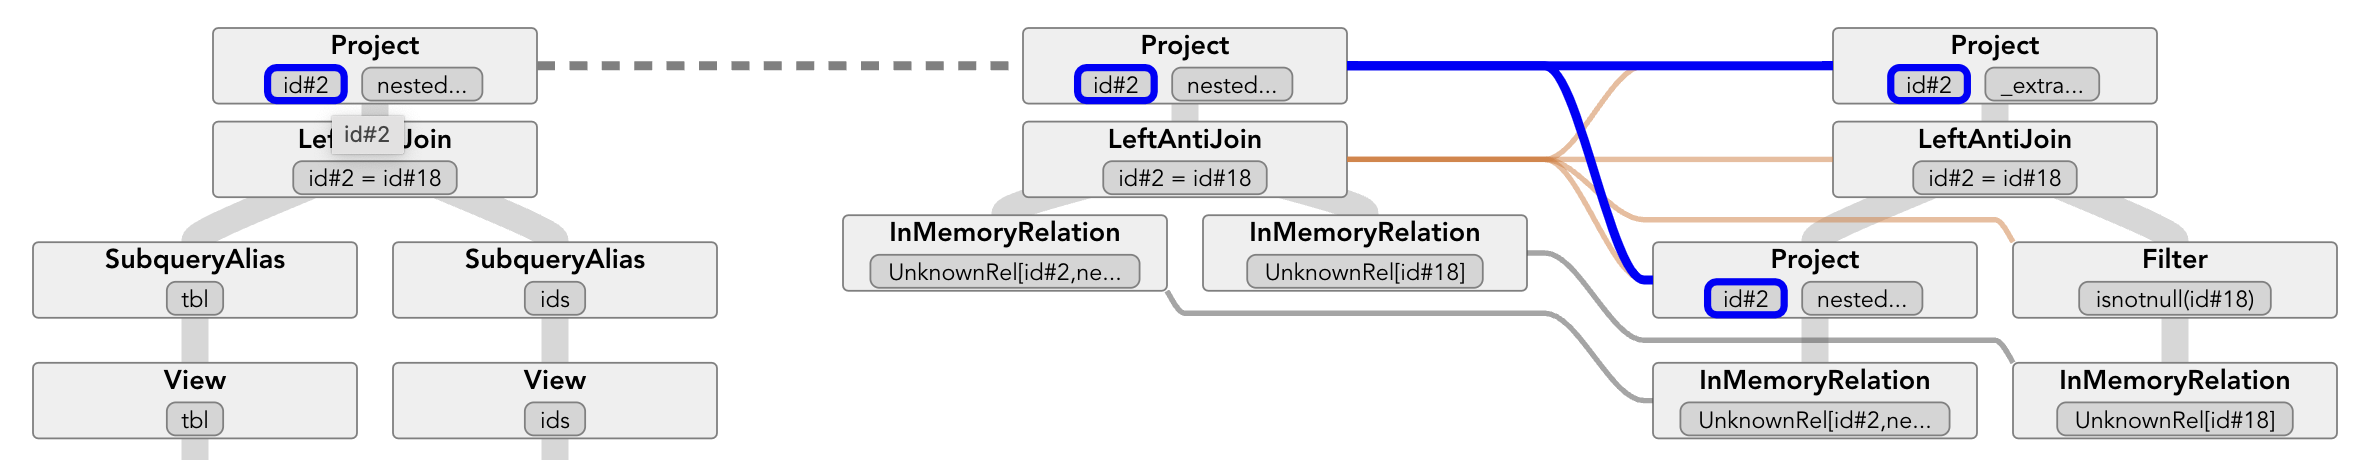 Project
id#2 nested...
id#2
Le Join
id#2 = id#18
SubqueryAlias
tbl
SubqueryAlias
ids
View
tbl
View
ids
Project
id#2 nested...
LeftAntiJoin
id#2 = id#18
InMemoryRelation
UnknownRel[id#2,ne...
InMemoryRelation
UnknownRel[id#18]
Project
id#2 _extra...
LeftAntiJoin
id#2 = id#18
Project
id#2 nested...
Filter
isnotnull(id#18)
InMemoryRelation
UnknownRel[id#2,ne...
InMemoryRelation
UnknownRel[id#18]